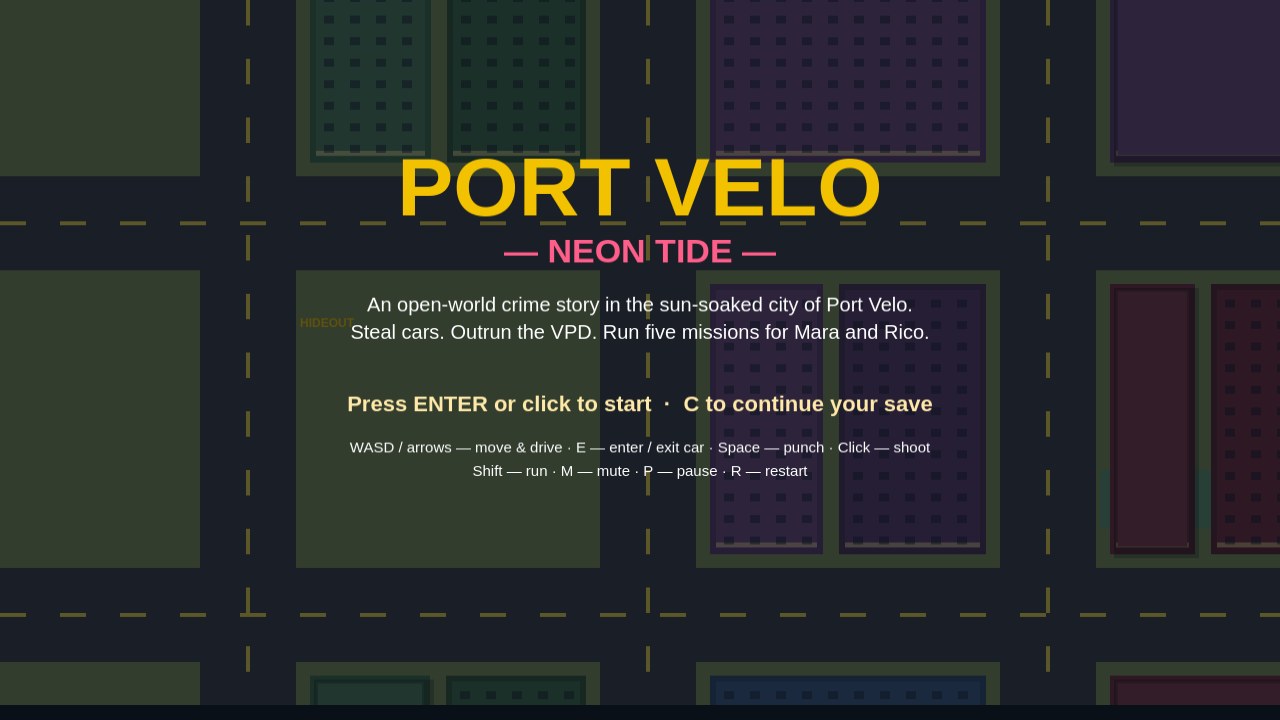 PORT VELO
— NEON TIDE —
An open-world crime story in the sun-soaked city of Port Velo.
HIDEOUT
Steal cars. Outrun the VPD. Run five missions for Mara and Rico.
Press ENTER or click to start · C to continue your save
WASD / arrows — move & drive · E — enter / exit car · Space — punch · Click — shoot
Shift — run · M — mute · P — pause · R — restart